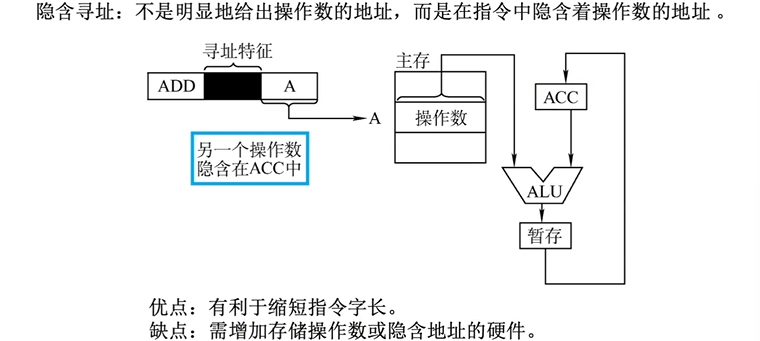 隐含寻址：不是明显地给出操作数的地址，而是在指令中隐含着操作数的地址 。
寻址特征
主存
ADD
A
A
操作数
ACC
另一个操作数
隐含在ACC中
ALU
暂存
优点：有利于缩短指令字长。
缺点：需增加存储操作数或隐含地址的硬件。